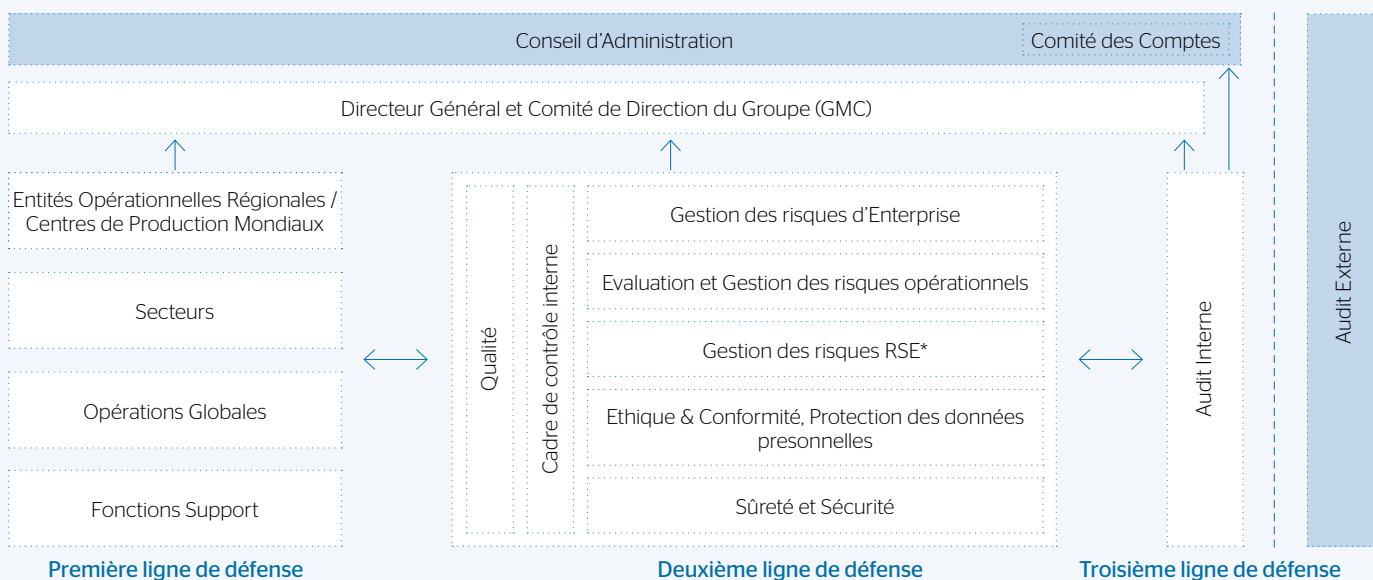 Conseil d'Administration
Comité des Comptes
Directeur Général et Comité de Direction du Groupe (GMC)
Entités Opérationnelles Régionales /
Centres de Production Mondiaux
Secteurs
Opérations Globales
Fonctions Support
Qualité
Cadre de contrôle interne
Gestion des risques d'Enterprise
Evaluation et Gestion des risques opérationnels
Gestion des risques RSE*
Ethique & Conformité, Protection des données
presonnelles
Sûreté et Sécurité
Audit Interne
Audit Externe
Première ligne de défense
Deuxième ligne de défense
Troisième ligne de défense